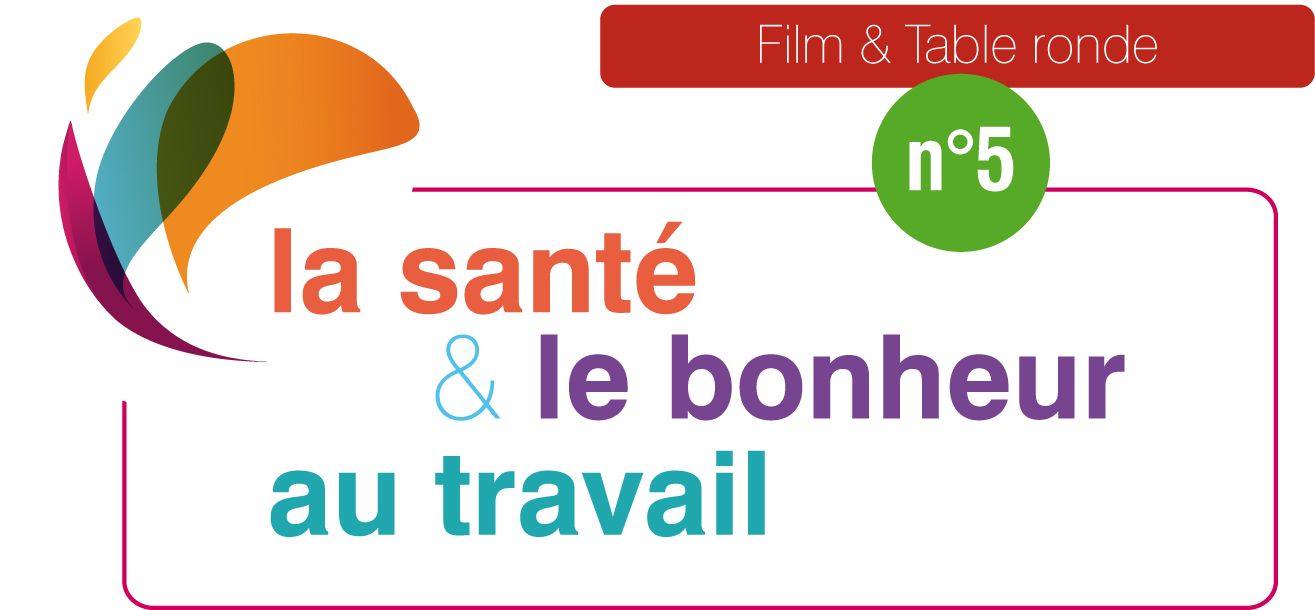 Film & Table ronde
n°5
la santé
& le bonheur
au travail